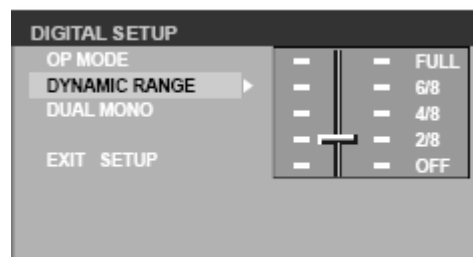 DIGITAL SETUP
OP MODE
DYNAMIC RANGE
DUAL MONO
EXIT SETUP
FULL
6/8
4/8
2/8
OFF